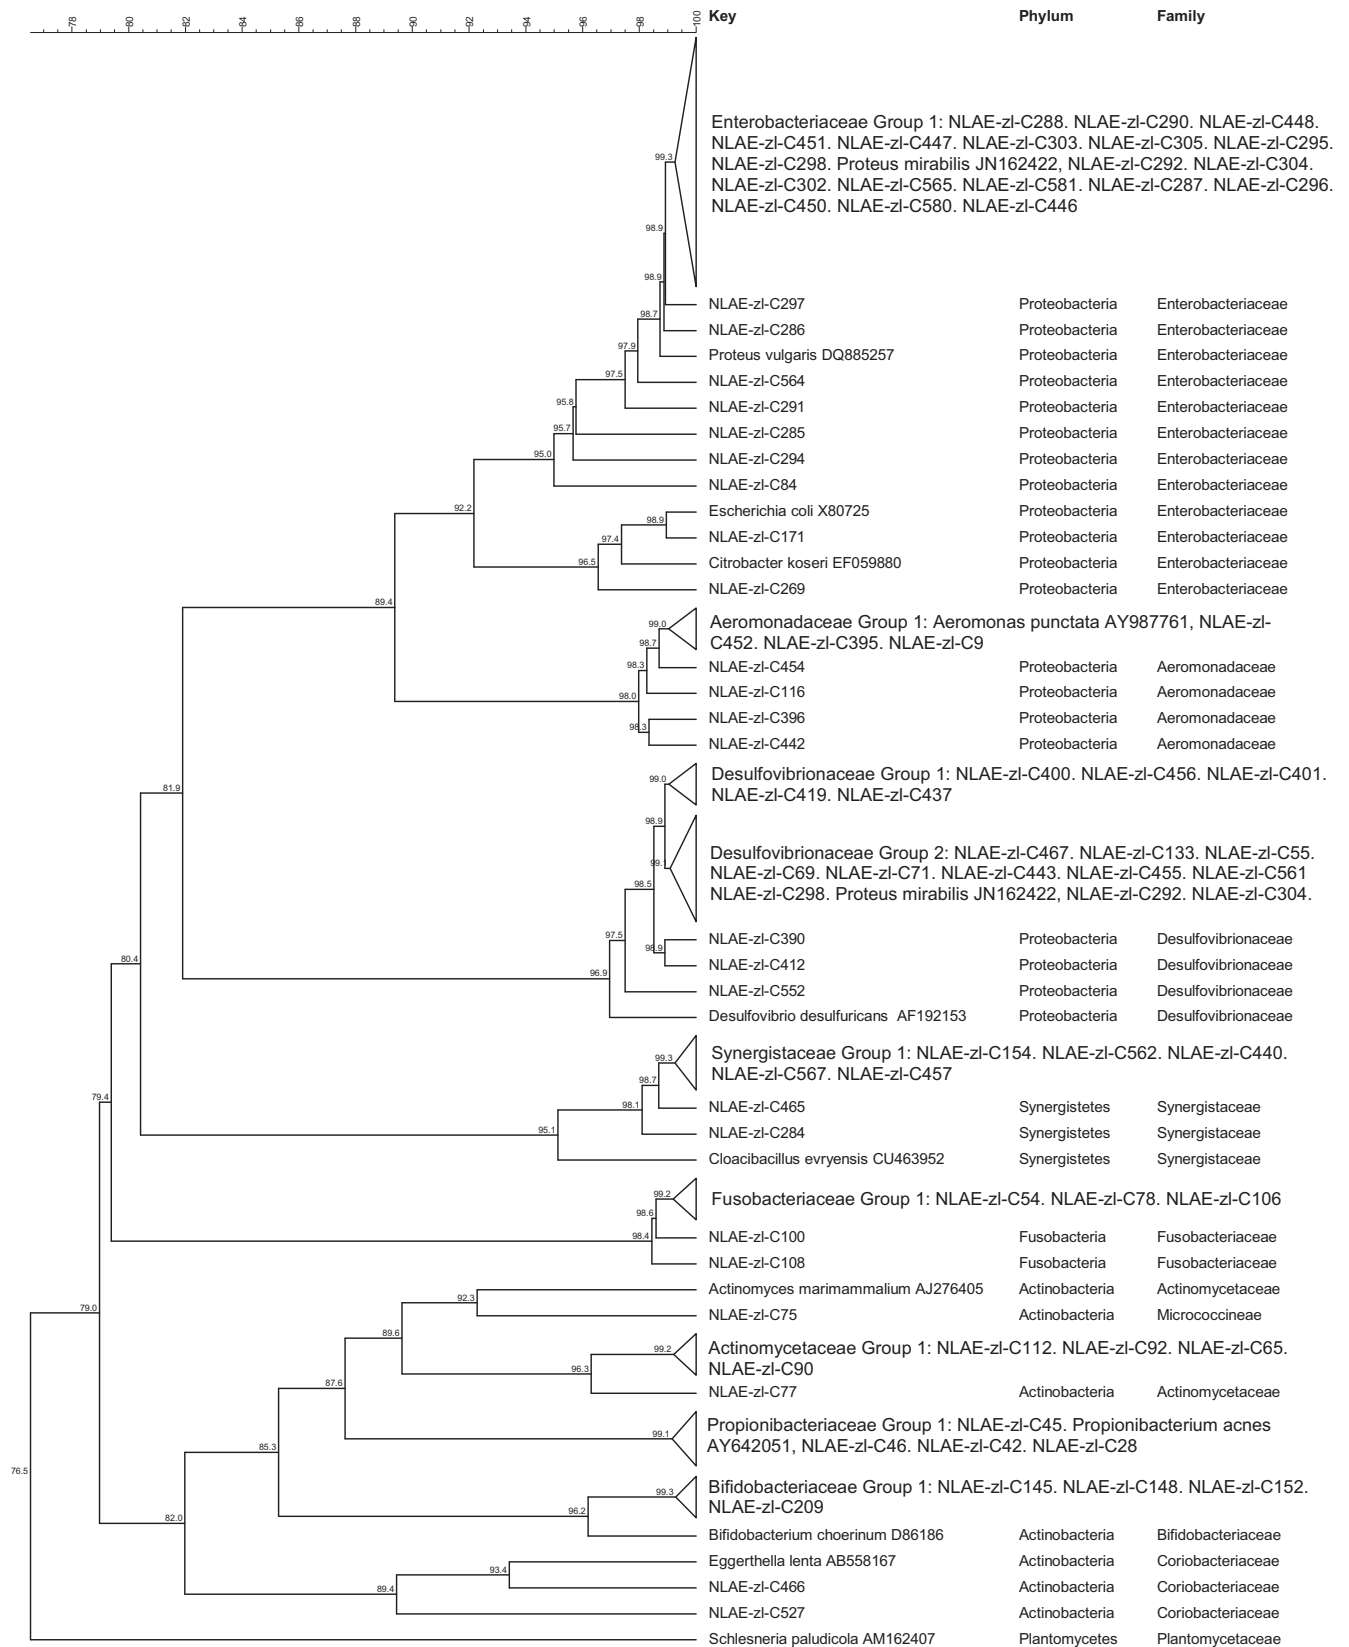 78 80 82 84 86 88 90 92 94 96 98 100 Key Phylum Family
Enterobacteriaceae Group 1: NLAE-zl-C288. NLAE-zl-C290. NLAE-zl-C448.
NLAE-zl-C451. NLAE-zl-C447. NLAE-zl-C303. NLAE-zl-C305. NLAE-zl-C295.
99.3 NLAE-zl-C298. Proteus mirabilis JN162422, NLAE-zl-C292. NLAE-zl-C304.
NLAE-zl-C302. NLAE-zl-C565. NLAE-zl-C581. NLAE-zl-C287. NLAE-zl-C296.
NLAE-zl-C450. NLAE-zl-C580. NLAE-zl-C446
98.9
98.9
NLAE-zl-C297 Proteobacteria Enterobacteriaceae
98.7
NLAE-zl-C286 Proteobacteria Enterobacteriaceae
97.9
Proteus vulgaris DQ885257 Proteobacteria Enterobacteriaceae
97.5
NLAE-zl-C564 Proteobacteria Enterobacteriaceae
95.8
NLAE-zl-C291 Proteobacteria Enterobacteriaceae
95.7
NLAE-zl-C285 Proteobacteria Enterobacteriaceae
95.0
NLAE-zl-C294 Proteobacteria Enterobacteriaceae
NLAE-zl-C84 Proteobacteria Enterobacteriaceae
92.2
Escherichia coli X80725 Proteobacteria Enterobacteriaceae
98.9
NLAE-zl-C171 Proteobacteria Enterobacteriaceae
97.4
Citrobacter koseri EF059880 Proteobacteria Enterobacteriaceae
96.5
NLAE-zl-C269 Proteobacteria Enterobacteriaceae
89.4
99.0 Aeromonadaceae Group 1: Aeromonas punctata AY987761, NLAE-zl-
98.7 C452. NLAE-zl-C395. NLAE-zl-C9
98.3 NLAE-zl-C454 Proteobacteria Aeromonadaceae
98.0 NLAE-zl-C116 Proteobacteria Aeromonadaceae
NLAE-zl-C396 Proteobacteria Aeromonadaceae
98.3
NLAE-zl-C442 Proteobacteria Aeromonadaceae
99.0 Desulfovibrionaceae Group 1: NLAE-zl-C400. NLAE-zl-C456. NLAE-zl-C401.
81.9 NLAE-zl-C419. NLAE-zl-C437
98.9
99.1 Desulfovibrionaceae Group 2: NLAE-zl-C467. NLAE-zl-C133. NLAE-zl-C55.
NLAE-zl-C69. NLAE-zl-C71. NLAE-zl-C443. NLAE-zl-C455. NLAE-zl-C561
98.5 NLAE-zl-C298. Proteus mirabilis JN162422, NLAE-zl-C292. NLAE-zl-C304.
97.5 NLAE-zl-C390 Proteobacteria Desulfovibrionaceae
98.9
80.4 NLAE-zl-C412 Proteobacteria Desulfovibrionaceae
96.9
NLAE-zl-C552 Proteobacteria Desulfovibrionaceae
Desulfovibrio desulfuricans AF192153 Proteobacteria Desulfovibrionaceae
99.3 Synergistaceae Group 1: NLAE-zl-C154. NLAE-zl-C562. NLAE-zl-C440.
98.7 NLAE-zl-C567. NLAE-zl-C457
79.4 98.1 NLAE-zl-C465 Synergistetes Synergistaceae
95.1 NLAE-zl-C284 Synergistetes Synergistaceae
Cloacibacillus evryensis CU463952 Synergistetes Synergistaceae
99.2 Fusobacteriaceae Group 1: NLAE-zl-C54. NLAE-zl-C78. NLAE-zl-C106
98.6
98.4 NLAE-zl-C100 Fusobacteria Fusobacteriaceae
NLAE-zl-C108 Fusobacteria Fusobacteriaceae
Actinomyces marimammalium AJ276405 Actinobacteria Actinomycetaceae
92.3
79.0 NLAE-zl-C75 Actinobacteria Micrococcineae
89.6
99.2 Actinomycetaceae Group 1: NLAE-zl-C112. NLAE-zl-C92. NLAE-zl-C65.
96.3 NLAE-zl-C90
87.6
NLAE-zl-C77 Actinobacteria Actinomycetaceae
Propionibacteriaceae Group 1: NLAE-zl-C45. Propionibacterium acnes
99.1
85.3 AY642051, NLAE-zl-C46. NLAE-zl-C42. NLAE-zl-C28
76.5
99.3 Bifidobacteriaceae Group 1: NLAE-zl-C145. NLAE-zl-C148. NLAE-zl-C152.
96.2 NLAE-zl-C209
82.0
Bifidobacterium choerinum D86186 Actinobacteria Bifidobacteriaceae
Eggerthella lenta AB558167 Actinobacteria Coriobacteriaceae
93.4
NLAE-zl-C466 Actinobacteria Coriobacteriaceae
89.4
NLAE-zl-C527 Actinobacteria Coriobacteriaceae
Schlesneria paludicola AM162407 Plantomycetes Plantomycetaceae